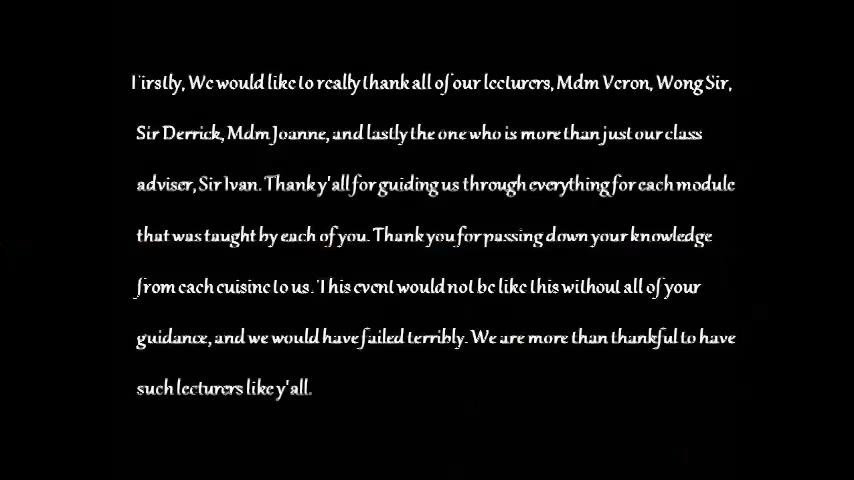 Firstly, We would like to really thank all of our lecturers, Mdm Veron, Wong Sir,
Sir Derrick, Mdm Joanne, and lastly the one who is more than just our class
adviser, Sir Ivan. Thank y'all for guiding us through everything for each module
that was taught by each of you. Thank you for passing down your knowledge
from each cuisine to us. This event would not be like this without all of your
guidance, and we would have failed terribly. We are more than thankful to have
such lecturers like y'all.